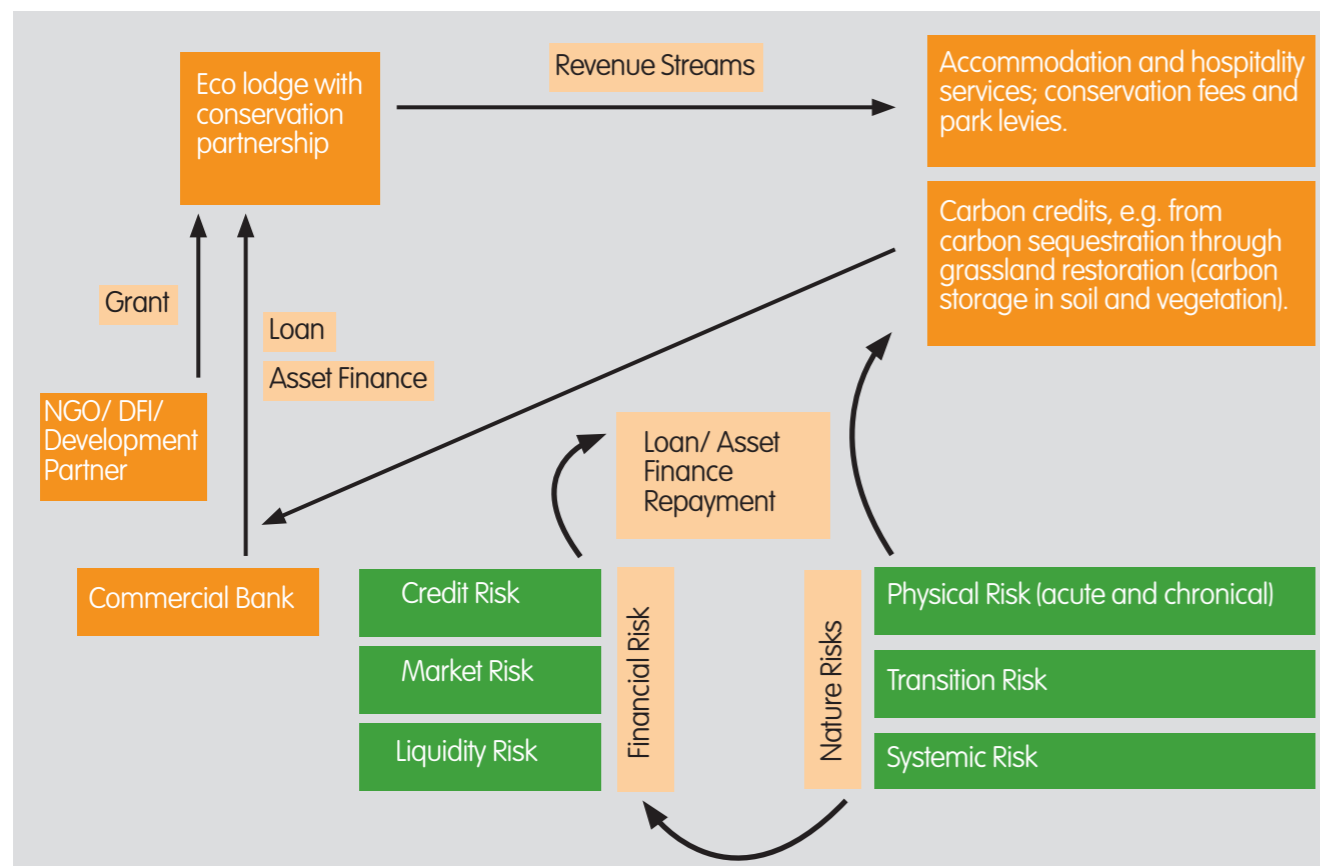 Eco lodge with
conservation
partnership
Revenue Streams
Accommodation and hospitality
services; conservation fees and
park levies.
Carbon credits, e.g. from
carbon sequestration through
grassland restoration (carbon
storage in soil and vegetation).
Grant
Loan
Asset Finance
NGO/ DFI/
Development
Partner
Loan/ Asset
Finance
Repayment
Commercial Bank
Credit Risk
Market Risk
Liquidity Risk
Financial Risk
Nature Risks
Physical Risk (acute and chronical)
Transition Risk
Systemic Risk